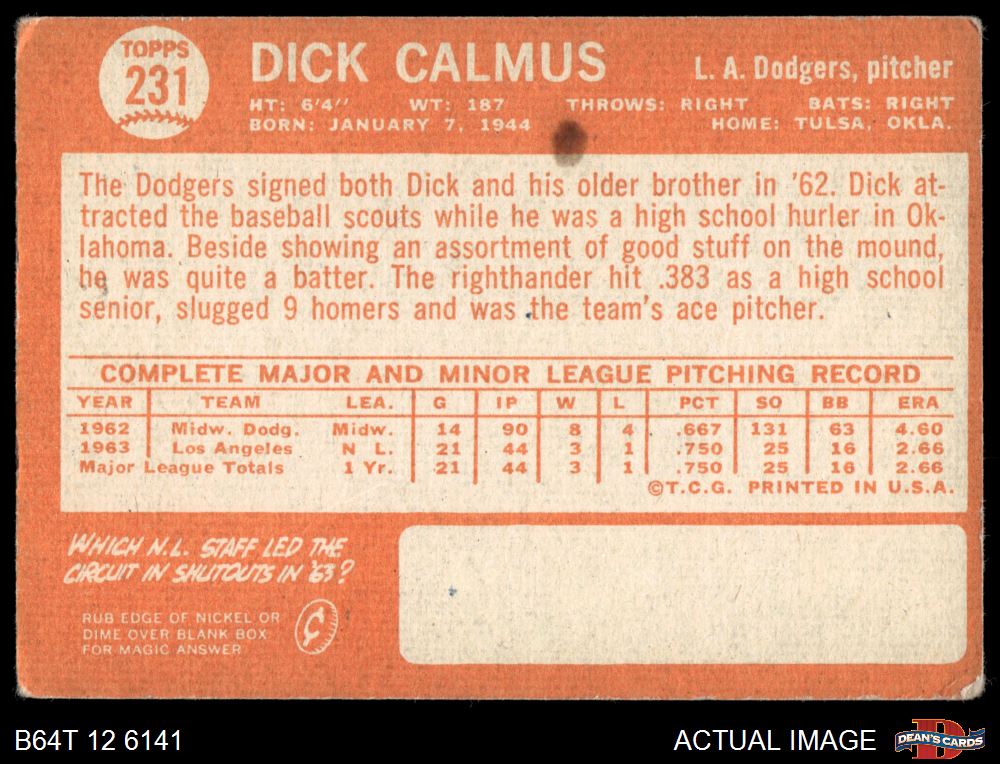 TOPPS
231
DICK CALMUS
L. A. Dodgers, pitcher
HT: 6'4" WT: 187 THROWS: RIGHT BATS: RIGHT
BORN: JANUARY 7, 1944 HOME: TULSA, OKLA.
The Dodgers signed both Dick and his older brother in '62. Dick at-
tracted the baseball scouts while he was a high school hurler in Ok-
lahoma. Beside showing an assortment of good stuff on the mound,
he was quite a batter. The righthander hit .383 as a high school
senior, slugged 9 homers and was the team's ace pitcher.
COMPLETE MAJOR AND MINOR LEAGUE PITCHING RECORD
YEAR TEAM LEA. G IP W L PCT SO BB ERA
1962 Midw. Dodg. Midw. 14 90 8 4 .667 131 63 4.60
1963 Los Angeles N L. 21 44 3 1 .750 25 16 2.66
Major League Totals 1 Yr. 21 44 3 1 .750 25 16 2.66
©T.C.G. PRINTED IN U.S.A.
WHICH N.L. STAFF LED THE
CIRCUIT IN SHUTOUTS IN '63?
RUB EDGE OF NICKEL OR
DIME OVER BLANK BOX
FOR MAGIC ANSWER
¢
B64T 12 6141
ACTUAL IMAGE
DEAN'S CARDS